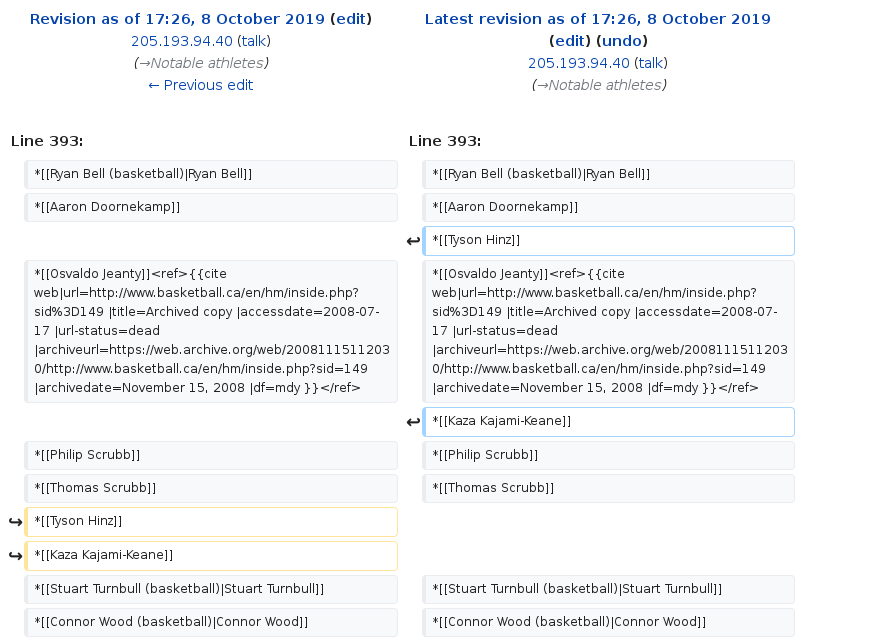 Revision as of 17:26, 8 October 2019 (edit)
205.193.94.40 (talk)
(→Notable athletes)
← Previous edit
Latest revision as of 17:26, 8 October 2019
(edit) (undo)
205.193.94.40 (talk)
(→Notable athletes)
Line 393:
Line 393:
*[[Ryan Bell (basketball)|Ryan Bell]]
*[[Ryan Bell (basketball)|Ryan Bell]]
*[[Aaron Doornekamp]]
*[[Aaron Doornekamp]]
*[[Tyson Hinz]]
*[[Osvaldo Jeanty]]<ref>{{cite
web|url=http://www.basketball.ca/en/hm/inside.php?
sid%3D149 |title=Archived copy |accessdate=2008-07-
17 |url-status=dead
|archiveurl=https://web.archive.org/web/2008111511203
0/http://www.basketball.ca/en/hm/inside.php?sid=149
|archivedate=November 15, 2008 |df=mdy }}</ref>
*[[Osvaldo Jeanty]]<ref>{{cite
web|url=http://www.basketball.ca/en/hm/inside.php?
sid%3D149 |title=Archived copy |accessdate=2008-07-
17 |url-status=dead
|archiveurl=https://web.archive.org/web/2008111511203
0/http://www.basketball.ca/en/hm/inside.php?sid=149
|archivedate=November 15, 2008 |df=mdy }}</ref>
*[[Kaza Kajami-Keane]]
*[[Philip Scrubb]]
*[[Philip Scrubb]]
*[[Thomas Scrubb]]
*[[Thomas Scrubb]]
*[[Tyson Hinz]]
*[[Kaza Kajami-Keane]]
*[[Stuart Turnbull (basketball)|Stuart Turnbull]]
*[[Stuart Turnbull (basketball)|Stuart Turnbull]]
*[[Connor Wood (basketball)|Connor Wood]]
*[[Connor Wood (basketball)|Connor Wood]]